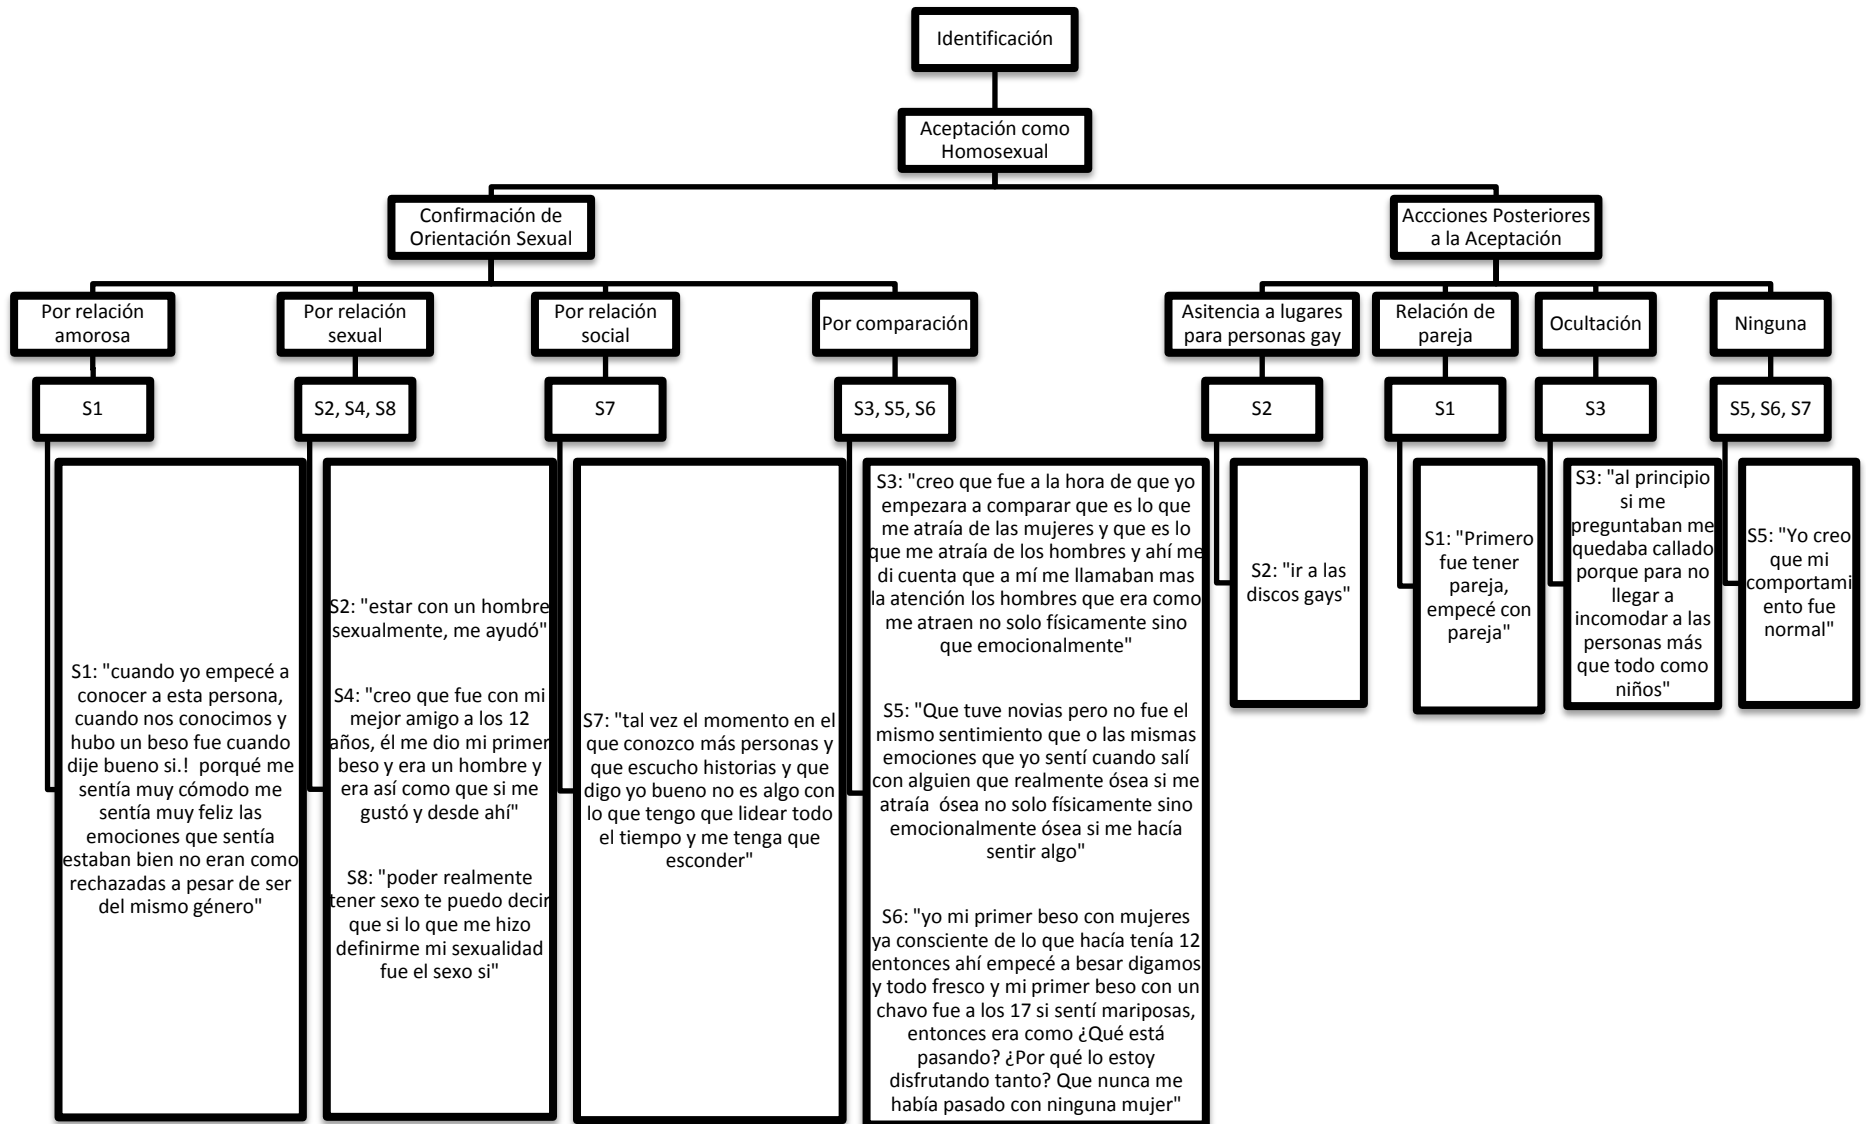 Identificación
Aceptación como
Homosexual
Confirmación de
Orientación Sexual
Accciones Posteriores
a la Aceptación
Por relación
amorosa
Por relación
sexual
Por relación
social
Por comparación
Asitencia a lugares
para personas gay
Relación de
pareja
Ocultación
Ninguna
S1
S2, S4, S8
S7
S3, S5, S6
S2
S1
S3
S5, S6, S7
S1: "cuando yo empecé a
conocer a esta persona,
cuando nos conocimos y
hubo un beso fue cuando
dije bueno si.!  porqué me
sentía muy cómodo me
sentía muy feliz las
emociones que sentía
estaban bien no eran como
rechazadas a pesar de ser
del mismo género"
S2: "estar con un hombre
sexualmente, me ayudó"
S4: "creo que fue con mi
mejor amigo a los 12
años, él me dio mi primer
beso y era un hombre y
era así como que si me
gustó y desde ahí"
S8: "poder realmente
tener sexo te puedo decir
que si lo que me hizo
definirme mi sexualidad
fue el sexo si"
S7: "tal vez el momento en el
que conozco más personas y
que escucho historias y que
digo yo bueno no es algo con
lo que tengo que lidear todo
el tiempo y me tenga que
esconder"
S3: "creo que fue a la hora de que yo
empezara a comparar que es lo que
me atraía de las mujeres y que es lo
que me atraía de los hombres y ahí me
di cuenta que a mí me llamaban mas
la atención los hombres que era como
me atraen no solo físicamente sino
que emocionalmente"
S5: "Que tuve novias pero no fue el
mismo sentimiento que o las mismas
emociones que yo sentí cuando salí
con alguien que realmente ósea si me
atraía  ósea no solo físicamente sino
emocionalmente ósea si me hacía
sentir algo"
S6: "yo mi primer beso con mujeres
ya consciente de lo que hacía tenía 12
entonces ahí empecé a besar digamos
y todo fresco y mi primer beso con un
chavo fue a los 17 si sentí mariposas,
entonces era como ¿Qué está
pasando? ¿Por qué lo estoy
disfrutando tanto? Que nunca me
había pasado con ninguna mujer"
S2: "ir a las
discos gays"
S1: "Primero
fue tener
pareja,
empecé con
pareja"
S3: "al principio
si me
preguntaban me
quedaba callado
porque para no
llegar a
incomodar a las
personas más
que todo como
niños"
S5: "Yo creo
que mi
comportami
ento fue
normal"